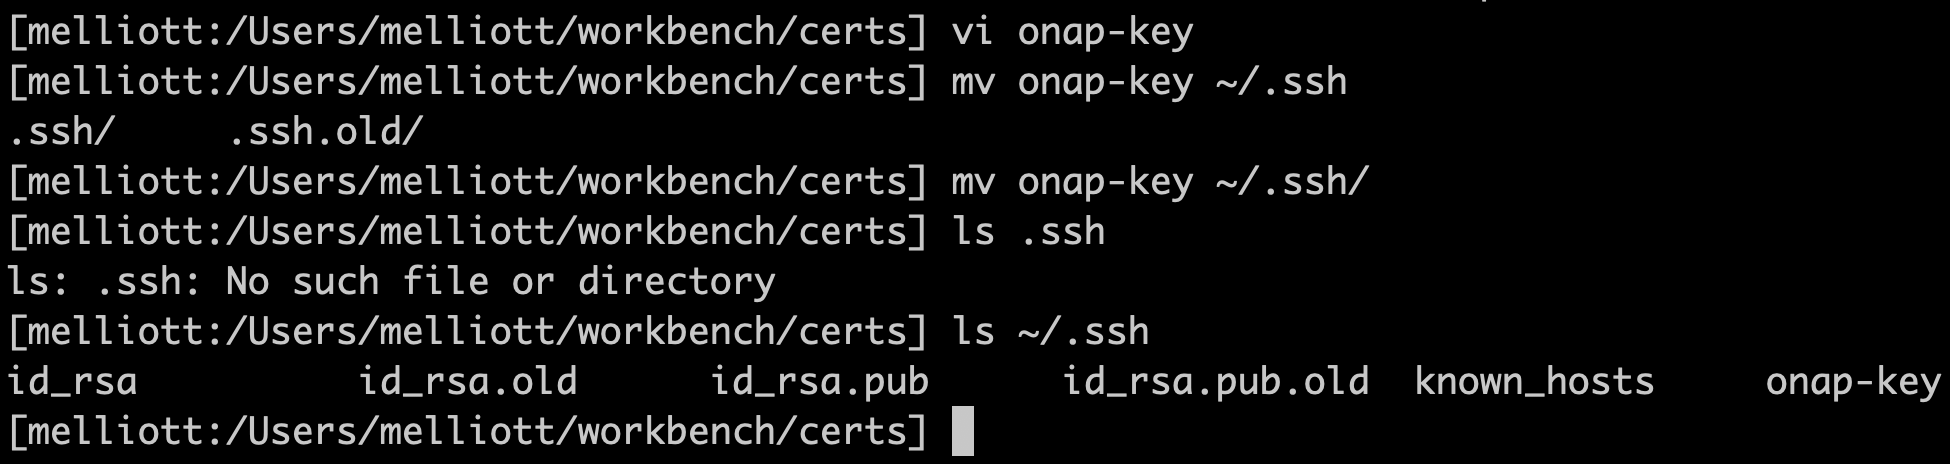 [melliott:/Users/melliott/workbench/certs] vi onap-key
[melliott:/Users/melliott/workbench/certs] mv onap-key ~/.ssh
.ssh/     .ssh.old/
[melliott:/Users/melliott/workbench/certs] mv onap-key ~/.ssh/
[melliott:/Users/melliott/workbench/certs] ls .ssh
ls: .ssh: No such file or directory
[melliott:/Users/melliott/workbench/certs] ls ~/.ssh
id_rsa          id_rsa.old      id_rsa.pub      id_rsa.pub.old  known_hosts     onap-key
[melliott:/Users/melliott/workbench/certs]